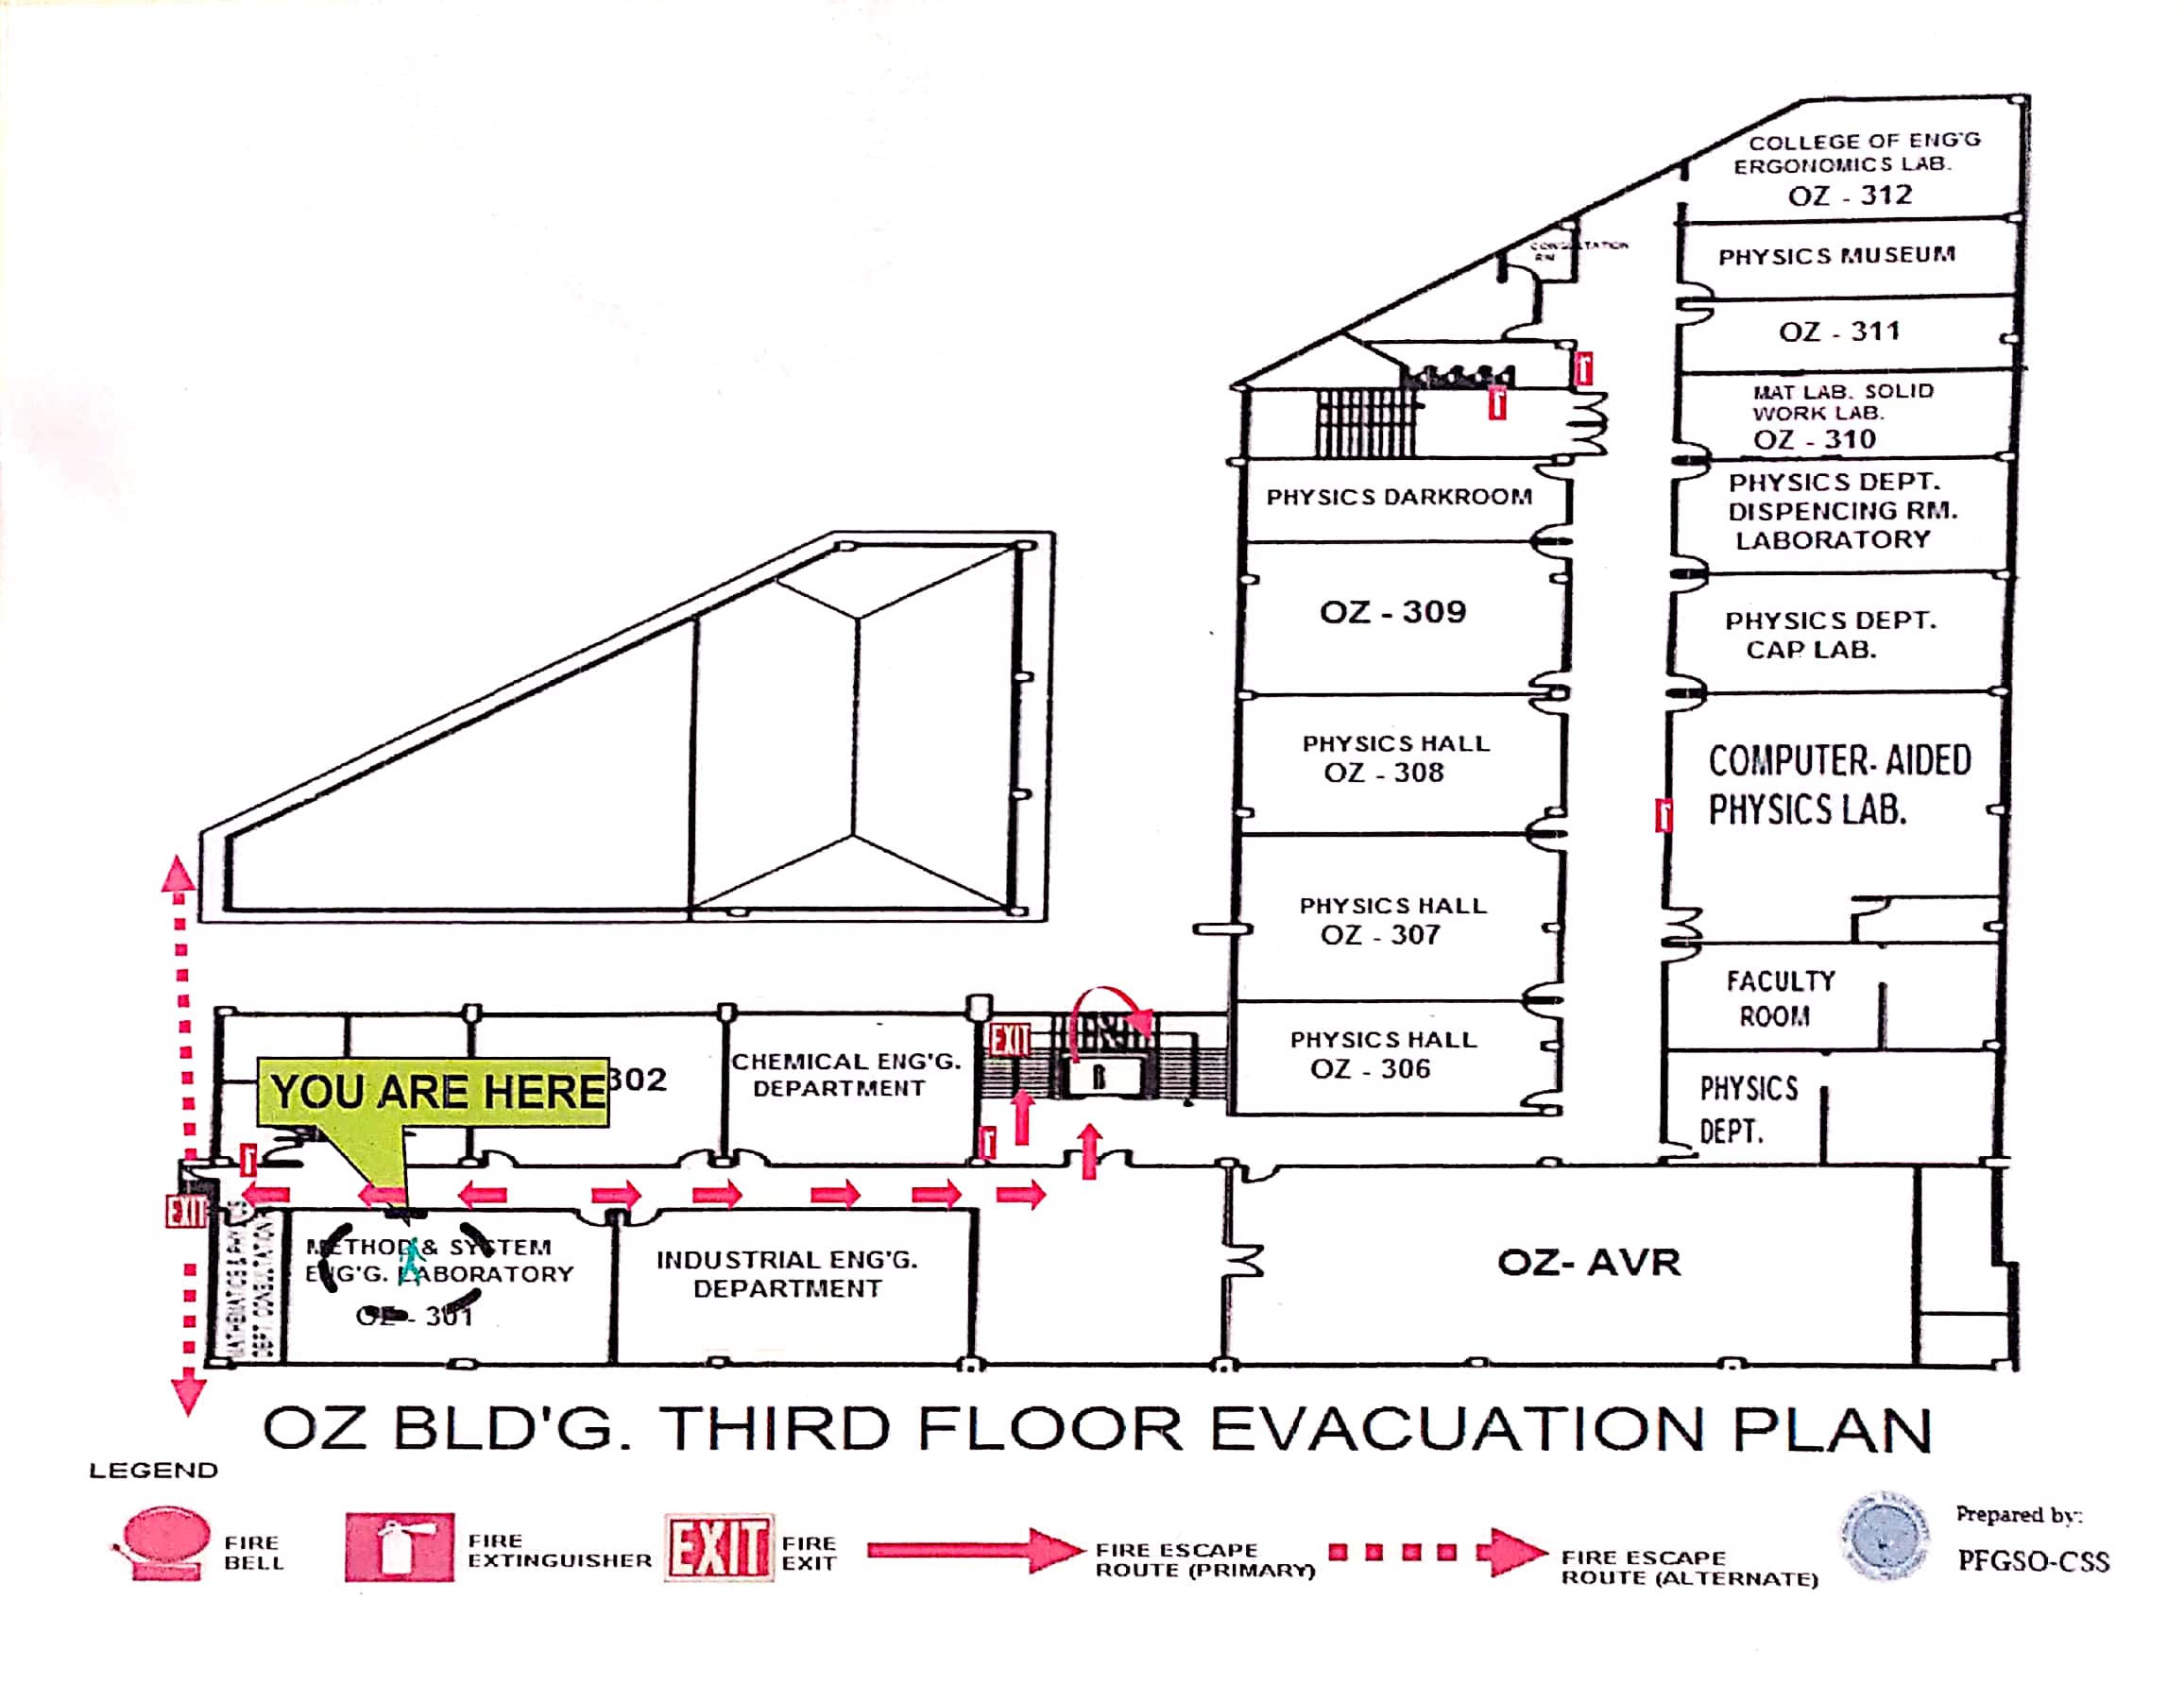 COLLEGE OF ENG'G
ERGONOMICS LAB.
OZ - 312
PHYSICS MUSEUM
OZ - 311
MAT LAB. SOLID
WORK LAB.
OZ - 310
PHYSICS DARKROOM
PHYSICS DEPT.
DISPENCING RM.
LABORATORY
OZ - 309
PHYSICS DEPT.
CAP LAB.
PHYSICS HALL
OZ - 308
COMPUTER- AIDED
PHYSICS LAB.
PHYSICS HALL
OZ - 307
FACULTY
ROOM
PHYSICS HALL
OZ - 306
PHYSICS
DEPT.
EXIT
CHEMICAL ENG'G.
DEPARTMENT
302
YOU ARE HERE
EXIT
METHOD & SYSTEM
ENG'G. LABORATORY
301
INDUSTRIAL ENG'G.
DEPARTMENT
OZ- AVR
OZ BLD'G. THIRD FLOOR EVACUATION PLAN
LEGEND
FIRE
BELL
FIRE
EXTINGUISHER
EXIT
FIRE
EXIT
FIRE ESCAPE
ROUTE (PRIMARY)
FIRE ESCAPE
ROUTE (ALTERNATE)
Prepared by:
PFGSO-CSS